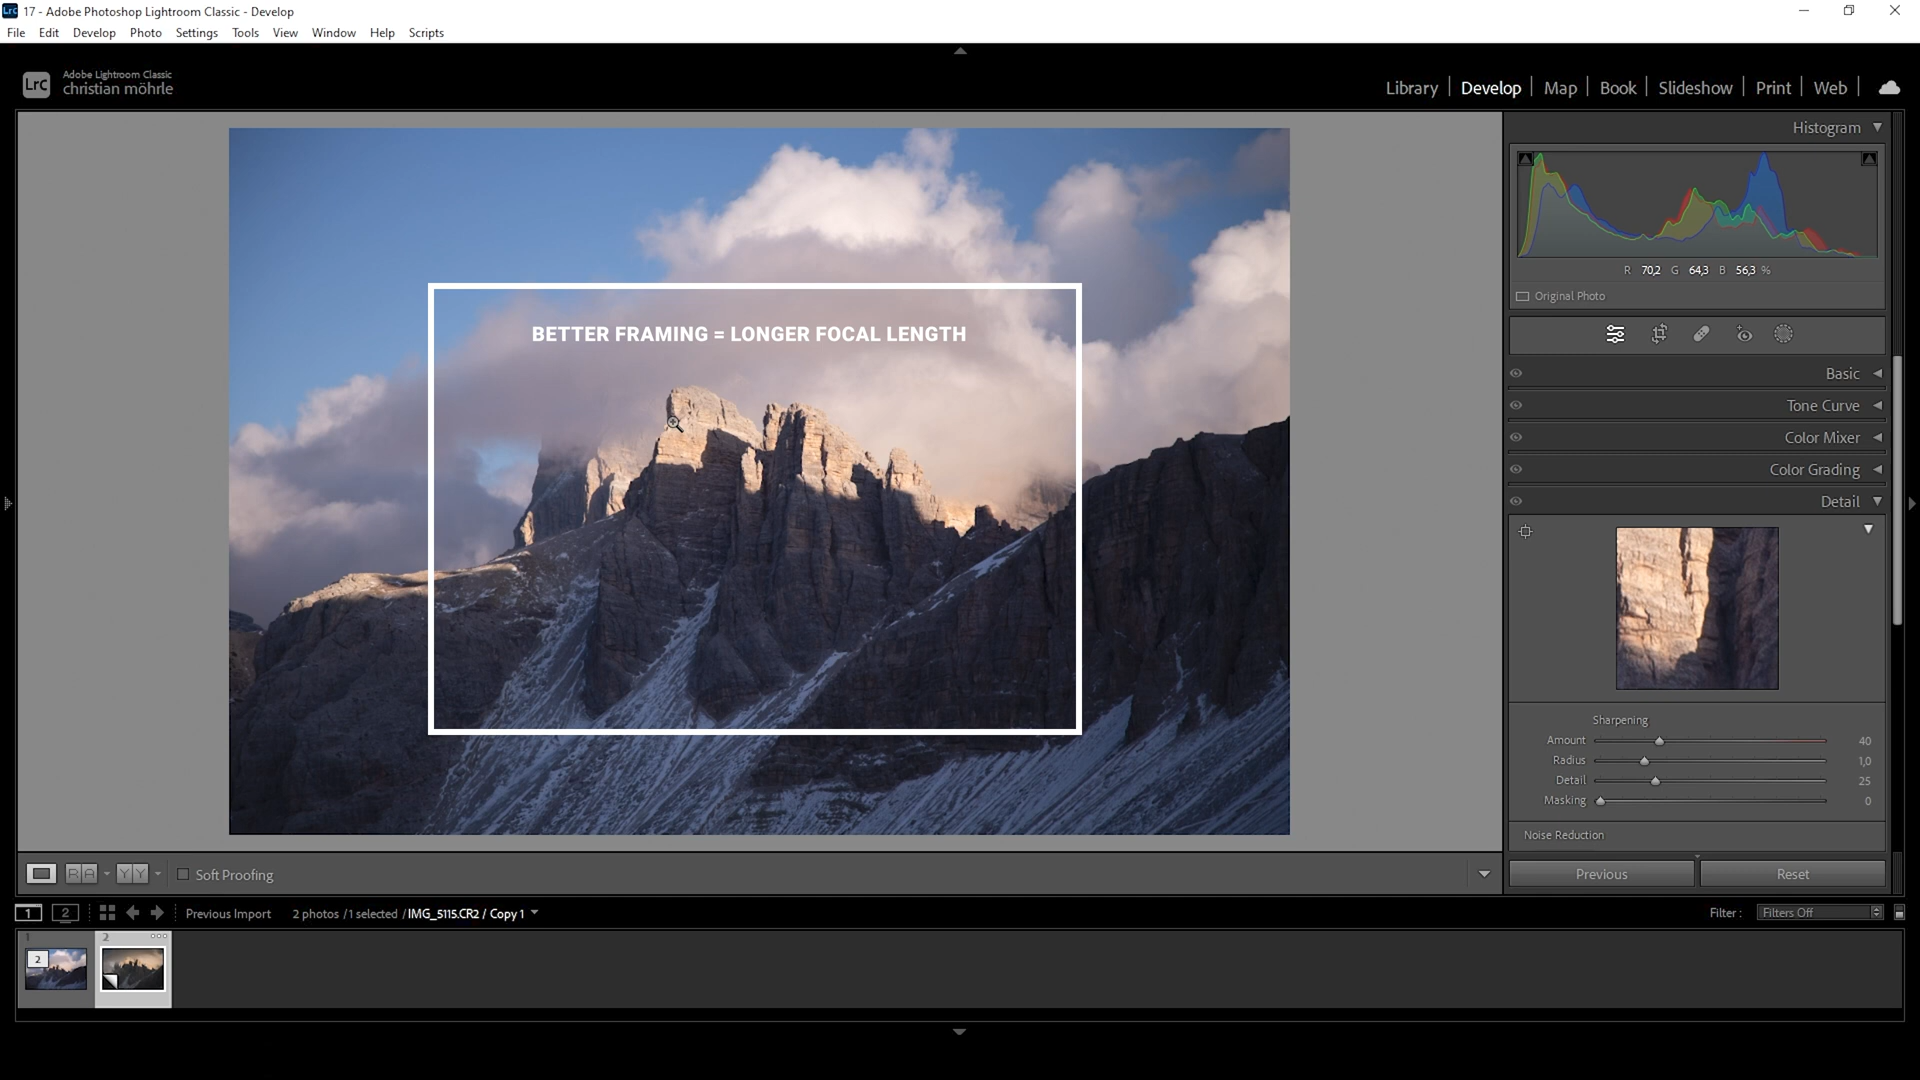 Lrc 17 - Adobe Photoshop Lightroom Classic - Develop
File Edit Develop Photo Settings Tools View Window Help Scripts
LrC Adobe Lightroom Classic
christian möhrle
Library Develop Map Book Slideshow Print Web
Histogram
R 70,2 G 64,3 B 56,3 %
Original Photo
BETTER FRAMING = LONGER FOCAL LENGTH
Basic
Tone Curve
Color Mixer
Color Grading
Detail
Sharpening
Amount 40
Radius 1,0
Detail 25
Masking 0
Noise Reduction
Previous Reset
R A Y Y Soft Proofing
1 2 Previous Import 2 photos / 1 selected / IMG_5115.CR2 / Copy 1 Filter : Filters Off
1 2
2